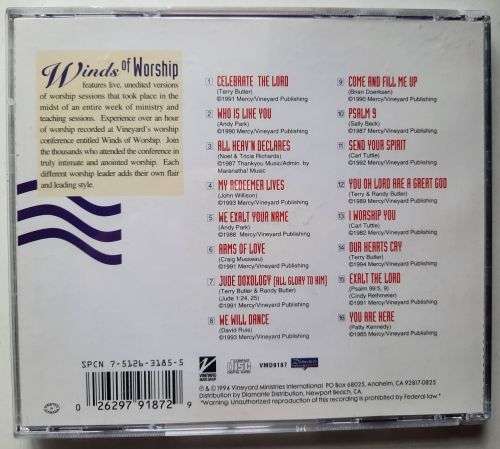 Winds of Worship
features live, unedited versions
of worship sessions that took place in the
midst of an entire week of ministry and
teaching sessions. Experience over an
hour of worship recorded at Vineyard's worship
conference entitled Winds of Worship. Join
the thousands who attended the conference in
truly intimate and anointed worship. Each
different worship leader adds their own flair
and leading style.
1 CELEBRATE THE LORD
(Terry Butler)
©1991 Mercy/Vineyard Publishing
2 WHO IS LIKE YOU
(Andy Park)
©1990 Mercy/Vineyard Publishing
3 ALL HEAV'N DECLARES
(Noel & Tricia Richards)
©1987 Thankyou Music/Admin. by
Maranatha! Music
4 MY REDEEMER LIVES
(John Willison)
©1993 Mercy/Vineyard Publishing
5 WE EXALT YOUR NAME
(Andy Park)
©1988 Mercy/Vineyard Publishing
6 ARMS OF LOVE
(Craig Musseau)
©1991 Mercy/Vineyard Publishing
7 JUDE DOXOLOGY (ALL GLORY TO HIM)
(Terry Butler & Randy Butler)
(Jude 1:24, 25)
©1991 Mercy/Vineyard Publishing
8 WE WILL DANCE
(David Ruis)
©1993 Mercy/Vineyard Publishing
9 COME AND FILL ME UP
(Brian Doerksen)
©1990 Mercy/Vineyard Publishing
10 PSALM 9
(Sally Beck)
©1987 Mercy/Vineyard Publishing
11 SEND YOUR SPIRIT
(Carl Tuttle)
©1992 Mercy/Vineyard Publishing
12 YOU OH LORD ARE A GREAT GOD
(Terry & Randy Butler)
©1989 Mercy/Vineyard Publishing
13 I WORSHIP YOU
(Carl Tuttle)
©1982 Mercy/Vineyard Publishing
14 OUR HEARTS CRY
(Terry Butler)
©1994 Mercy/Vineyard Publishing
15 EXALT THE LORD
(Psalm 99:5, 9)
(Cindy Rethmeier)
©1991 Mercy/Vineyard Publishing
16 YOU ARE HERE
(Patty Kennedy)
©1985 Mercy/Vineyard Publishing
SPCN 7-5124-3185-5
0 26297 91872 9
COMPACT
disc
DIGITAL AUDIO
VMD9187
℗ & ©1994 Vineyard Ministries International PO Box 68025, Anaheim, CA 92817-0825
Distribution by Diamante Distribution, Newport Beach, CA.
"Warning: Unauthorized reproduction of this recording is prohibited by Federal law."